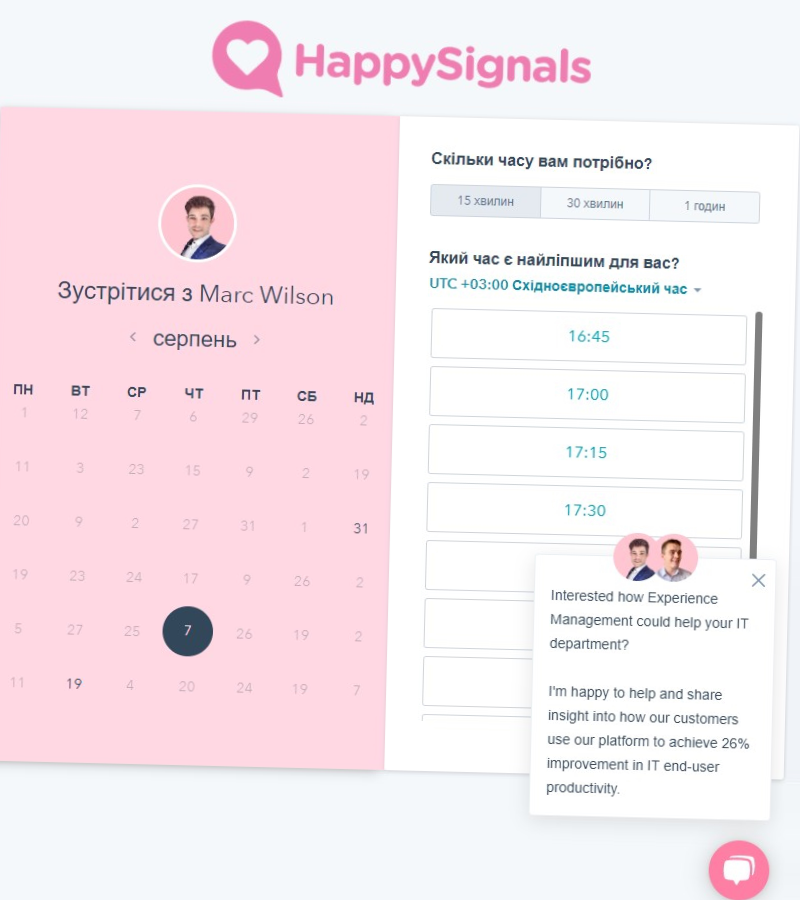 HappySignals
Зустрітися з Marc Wilson
серпень
ПН ВТ СР ЧТ ПТ СБ НД
1 12 7 6 29 26 2
11 3 23 15 9 2 19
20 9 2 27 31 1 31
19 23 24 17 9 26 2
5 27 25 7 26 19 2
11 19 4 20 24 19 7
Скільки часу вам потрібно?
15 хвилин 30 хвилин 1 годин
Який час є найліпшим для вас?
UTC +03:00 Східноєвропейський час
16:45
17:00
17:15
17:30
Interested how Experience
Management could help your IT
department?
I'm happy to help and share
insight into how our customers
use our platform to achieve 26%
improvement in IT end-user
productivity.